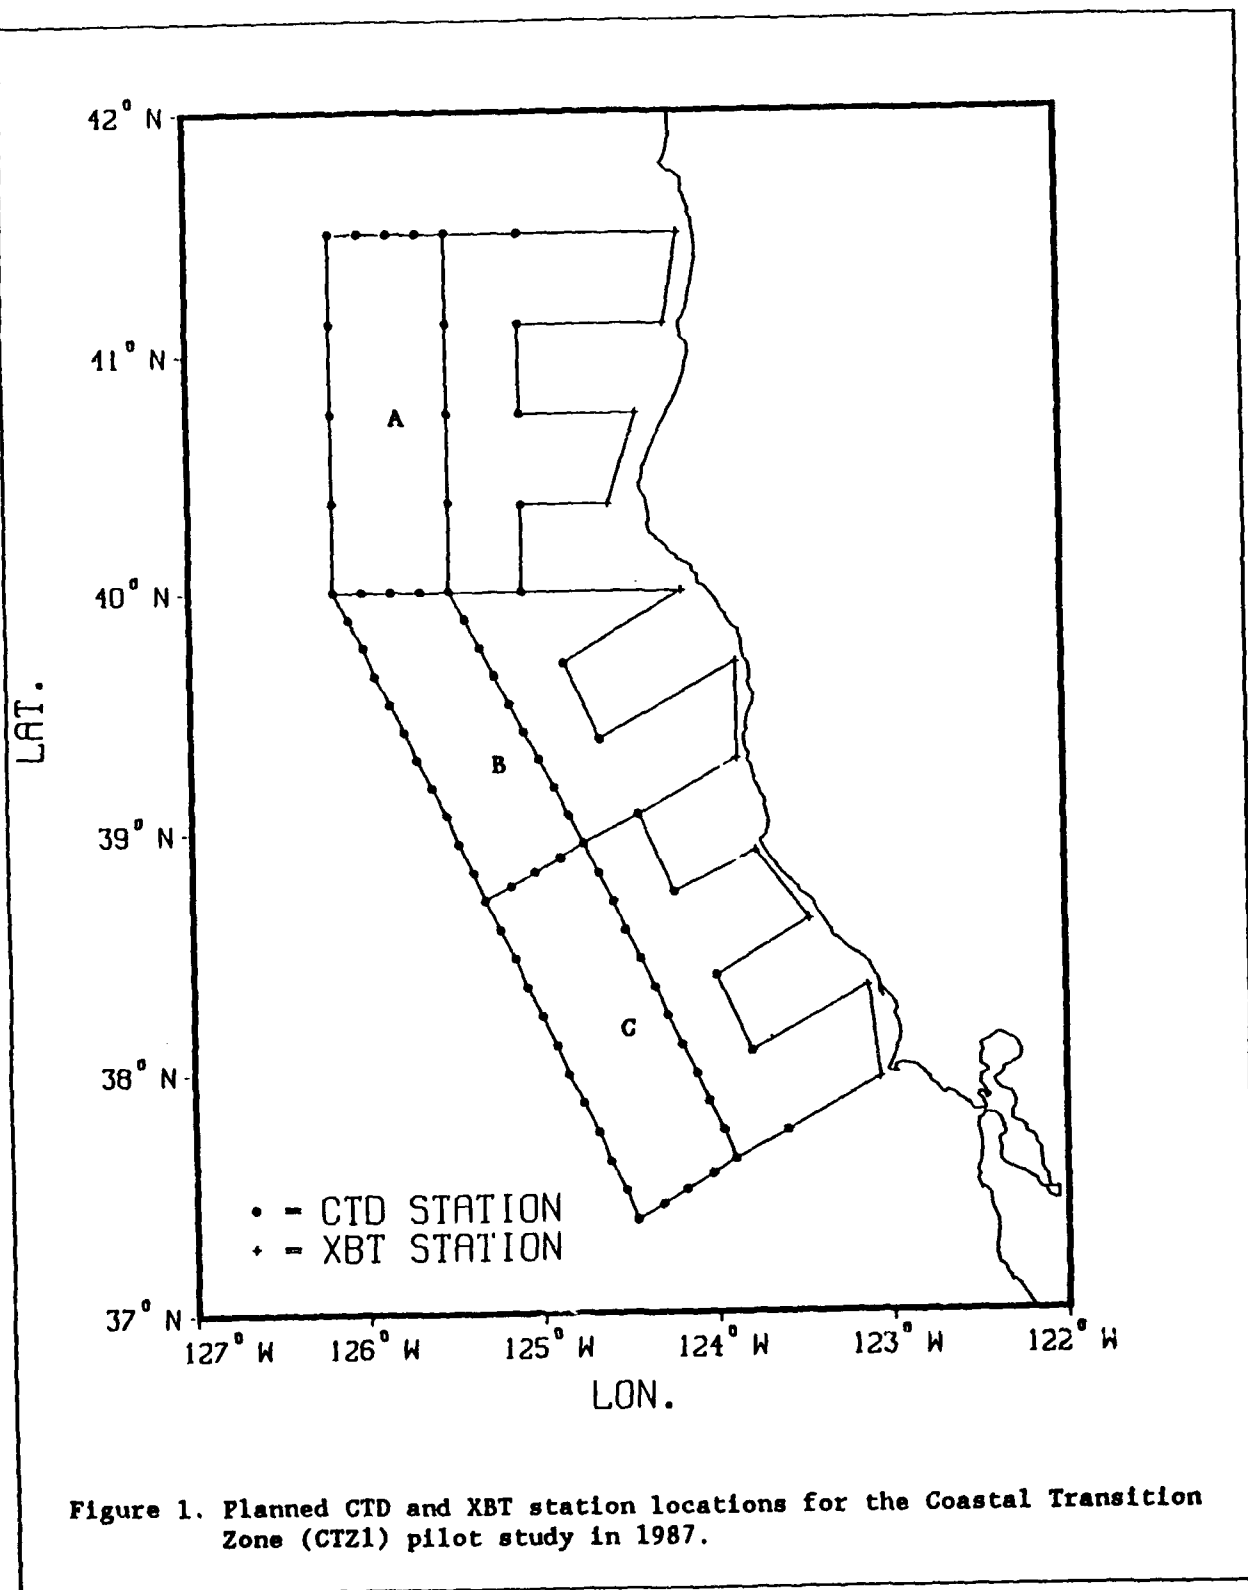 42° N
41° N
40° N
39° N
38° N
37° N
LAT.
A
B
C
• = CTD STATION
+ = XBT STATION
127° W 126° W 125° W 124° W 123° W 122° W
LON.
Figure 1. Planned CTD and XBT station locations for the Coastal Transition
Zone (CTZ1) pilot study in 1987.